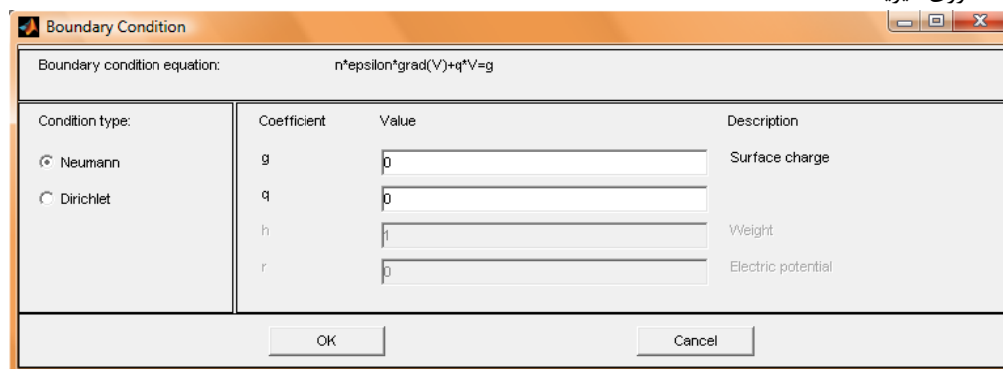 Boundary Condition
Boundary condition equation: n*epsilon*grad(V)+q*V=g
Condition type: Coefficient Value Description
Neumann g 0 Surface charge
Dirichlet q 0
h 1 Weight
r 0 Electric potential
OK Cancel